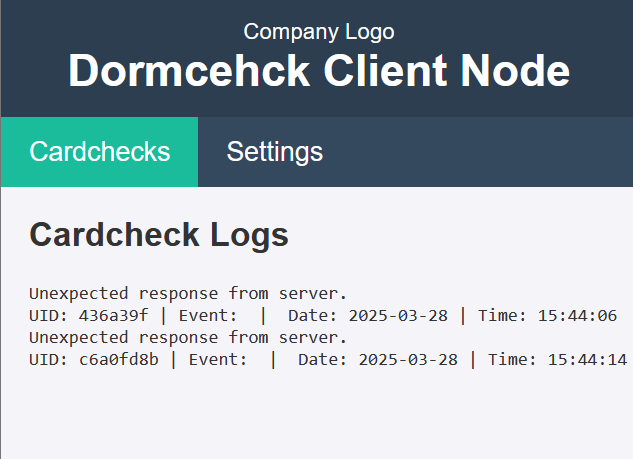 Company Logo
Dormcehck Client Node
Cardchecks Settings
Cardcheck Logs
Unexpected response from server.
UID: 436a39f | Event:  |  Date: 2025-03-28 | Time: 15:44:06
Unexpected response from server.
UID: c6a0fd8b | Event:  |  Date: 2025-03-28 | Time: 15:44:14